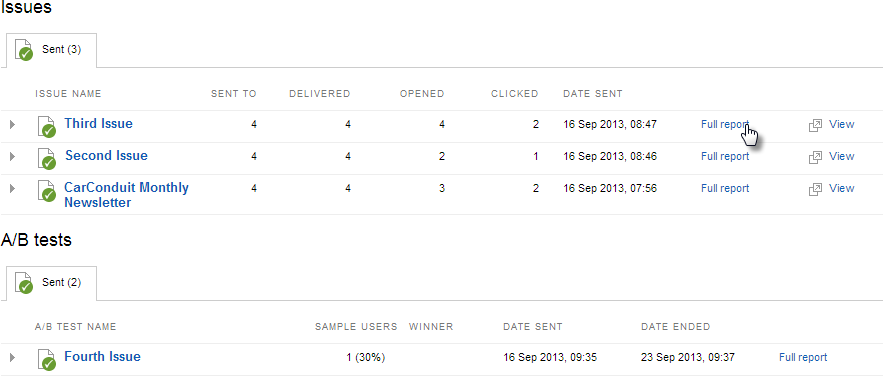 Issues
Sent (3)
ISSUE NAME SENT TO DELIVERED OPENED CLICKED DATE SENT
Third Issue 4 4 4 2 16 Sep 2013, 08:47 Full report View
Second Issue 4 4 2 1 16 Sep 2013, 08:46 Full report View
CarConduit Monthly 4 4 3 2 16 Sep 2013, 07:56 Full report View
Newsletter
A/B tests
Sent (2)
A/B TEST NAME SAMPLE USERS WINNER DATE SENT DATE ENDED
Fourth Issue 1 (30%) 16 Sep 2013, 09:35 23 Sep 2013, 09:37 Full report